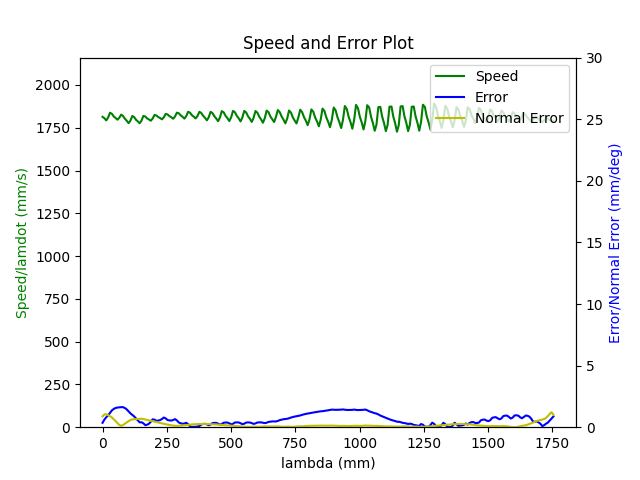 Speed and Error Plot
Speed
Error
Normal Error
Speed/lamdot (mm/s)
2000
1750
1500
1250
1000
750
500
250
0
30
25
20
15
10
5
0
Error/Normal Error (mm/deg)
0 250 500 750 1000 1250 1500 1750
lambda (mm)